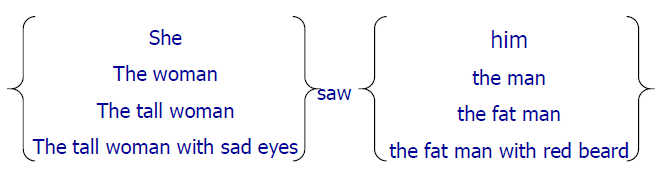 She
The woman
The tall woman
The tall woman with sad eyes
saw
him
the man
the fat man
the fat man with red beard